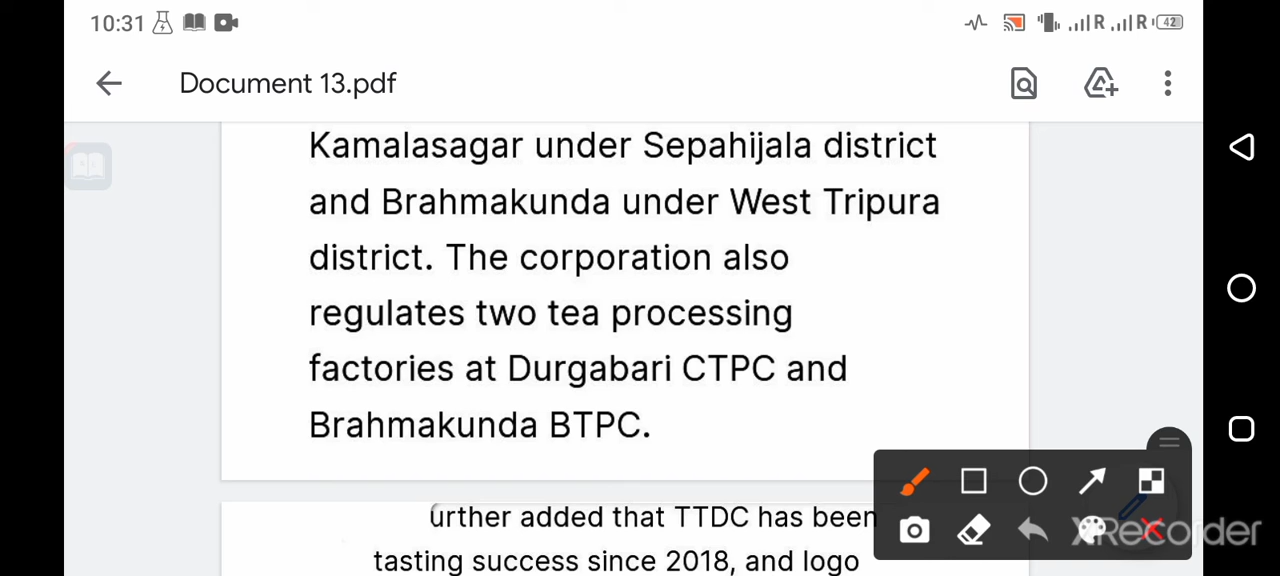 10:31 R R 42
Document 13.pdf
Kamalasagar under Sepahijala district
and Brahmakunda under West Tripura
district. The corporation also
regulates two tea processing
factories at Durgabari CTPC and
Brahmakunda BTPC.
urther added that TTDC has been
tasting success since 2018, and logo
XRecorder